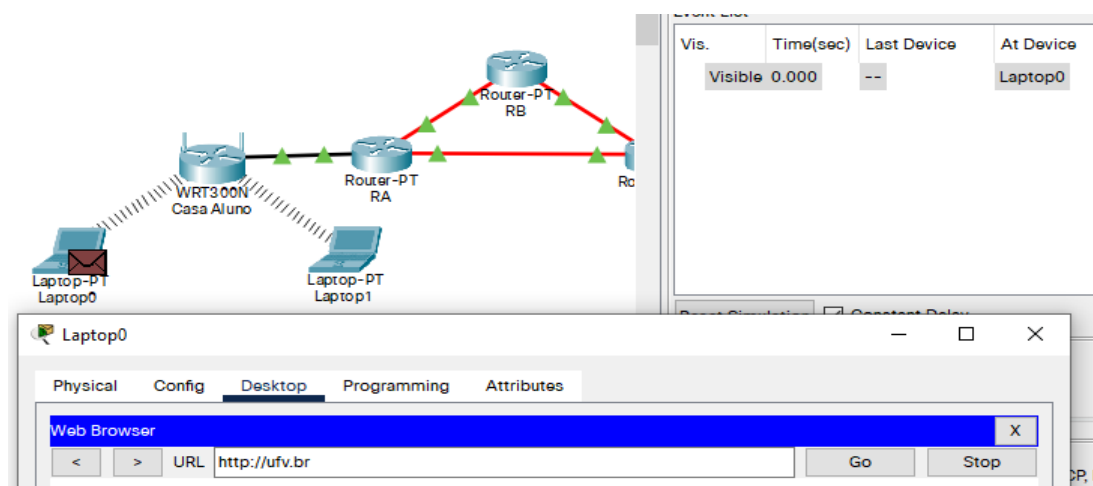 Event List
Vis. Time(sec) Last Device At Device
Visible 0.000 -- Laptop0
Router-PT
RB
WRT300N
Casa Aluno
Router-PT
RA
Ro
Laptop-PT
Laptop0
Laptop-PT
Laptop1
Reset Simulation Constant Delay
Laptop0
Physical Config Desktop Programming Attributes
Web Browser X
< > URL http://ufv.br Go Stop
CP,